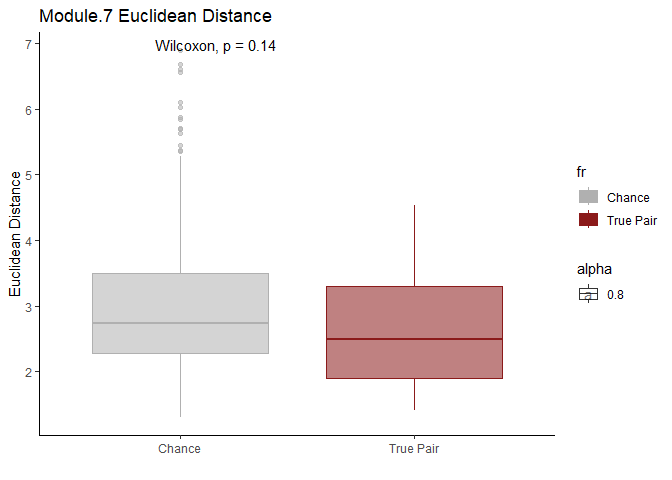 Module.7 Euclidean Distance
Wilcoxon, p = 0.14
7
6
5
4
3
2
Euclidean Distance
Chance
True Pair
fr
Chance
True Pair
alpha
a
0.8